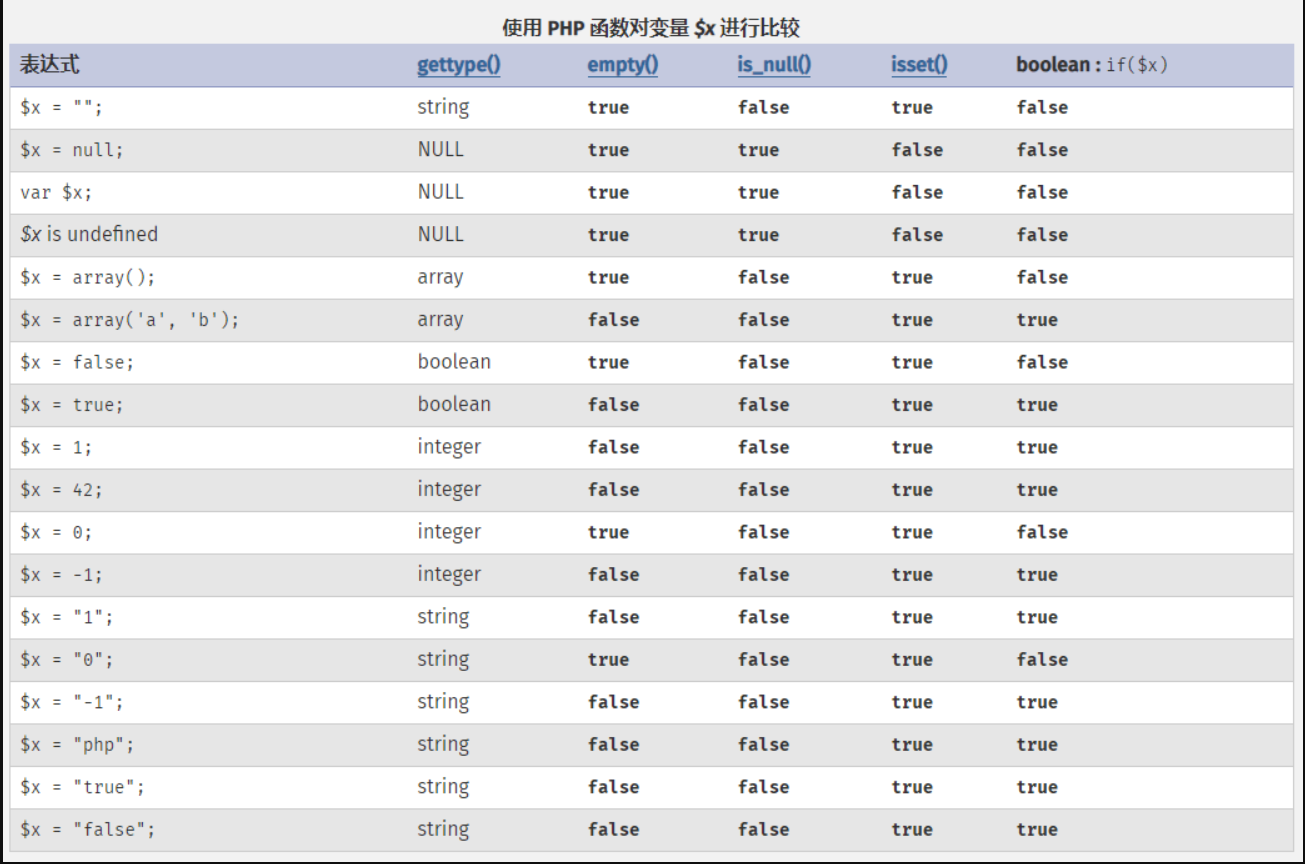 使用 PHP 函数对变量 $x 进行比较
表达式 gettype() empty() is_null() isset() boolean : if($x)
$x = ""; string true false true false
$x = null; NULL true true false false
var $x; NULL true true false false
$x is undefined NULL true true false false
$x = array(); array true false true false
$x = array('a', 'b'); array false false true true
$x = false; boolean true false true false
$x = true; boolean false false true true
$x = 1; integer false false true true
$x = 42; integer false false true true
$x = 0; integer true false true false
$x = -1; integer false false true true
$x = "1"; string false false true true
$x = "0"; string true false true false
$x = "-1"; string false false true true
$x = "php"; string false false true true
$x = "true"; string false false true true
$x = "false"; string false false true true